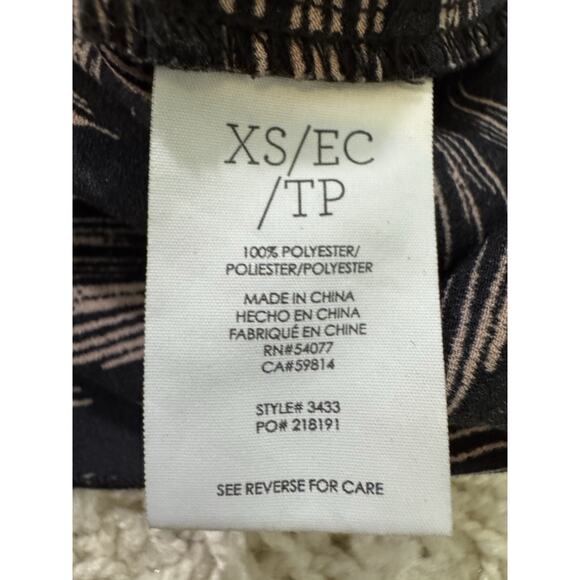 XS/EC
/TP
100% POLYESTER/
POLIESTER/POLYESTER
MADE IN CHINA
HECHO EN CHINA
FABRIQUÉ EN CHINE
RN#54077
CA#59814
STYLE# 3433
PO# 218191
SEE REVERSE FOR CARE